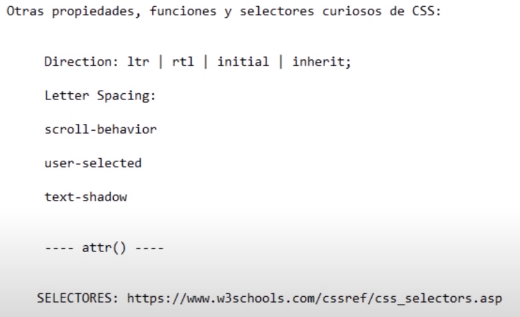 Otras propiedades, funciones y selectores curiosos de CSS:
Direction: ltr | rtl | initial | inherit;
Letter Spacing:
scroll-behavior
user-selected
text-shadow
---- attr() ----
SELECTORES: https://www.w3schools.com/cssref/css_selectors.asp